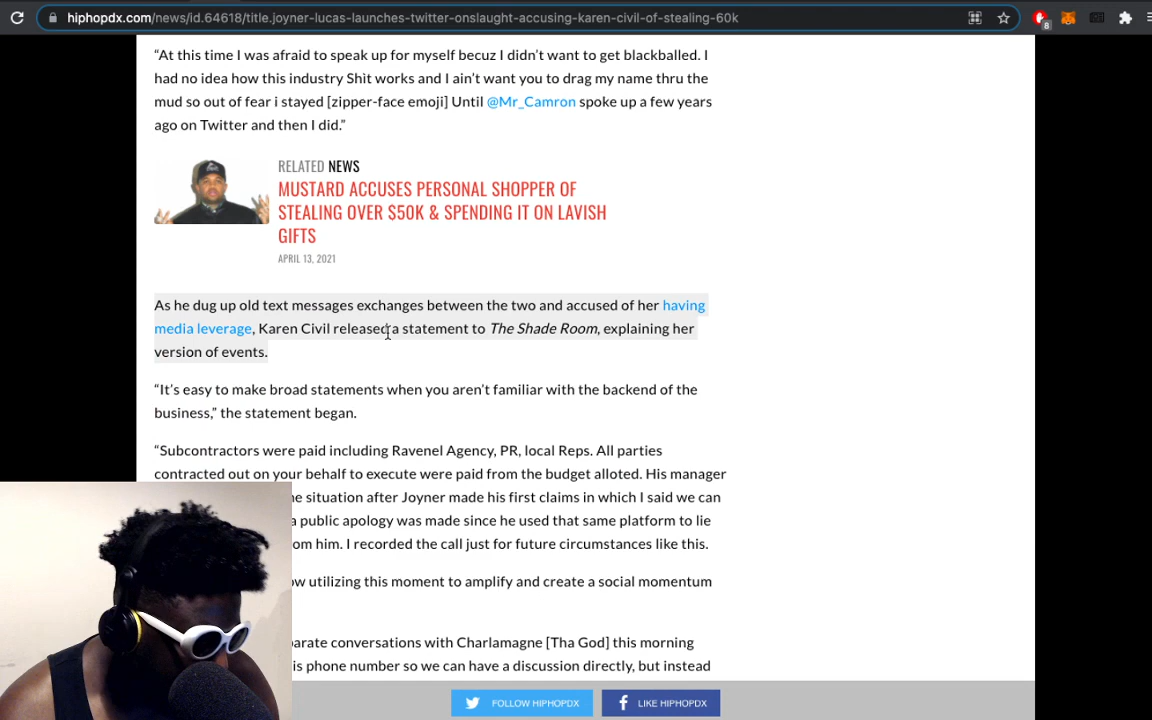 hiphopdx.com/news/id.64618/title.joyner-lucas-launches-twitter-onslaught-accusing-karen-civil-of-stealing-60k
8
“At this time I was afraid to speak up for myself becuz I didn’t want to get blackballed. I
had no idea how this industry Shit works and I ain’t want you to drag my name thru the
mud so out of fear i stayed [zipper-face emoji] Until @Mr_Camron spoke up a few years
ago on Twitter and then I did.”
RELATED NEWS
MUSTARD ACCUSES PERSONAL SHOPPER OF
STEALING OVER $50K & SPENDING IT ON LAVISH
GIFTS
APRIL 13, 2021
As he dug up old text messages exchanges between the two and accused of her having
media leverage, Karen Civil released a statement to The Shade Room, explaining her
version of events.
“It’s easy to make broad statements when you aren’t familiar with the backend of the
business,” the statement began.
“Subcontractors were paid including Ravenel Agency, PR, local Reps. All parties
contracted out on your behalf to execute were paid from the budget alloted. His manager
situation after Joyner made his first claims in which I said we can
a public apology was made since he used that same platform to lie
him. I recorded the call just for future circumstances like this.
utilizing this moment to amplify and create a social momentum
conversations with Charlamagne [Tha God] this morning
phone number so we can have a discussion directly, but instead
FOLLOW HIPHOPDX
LIKE HIPHOPDX